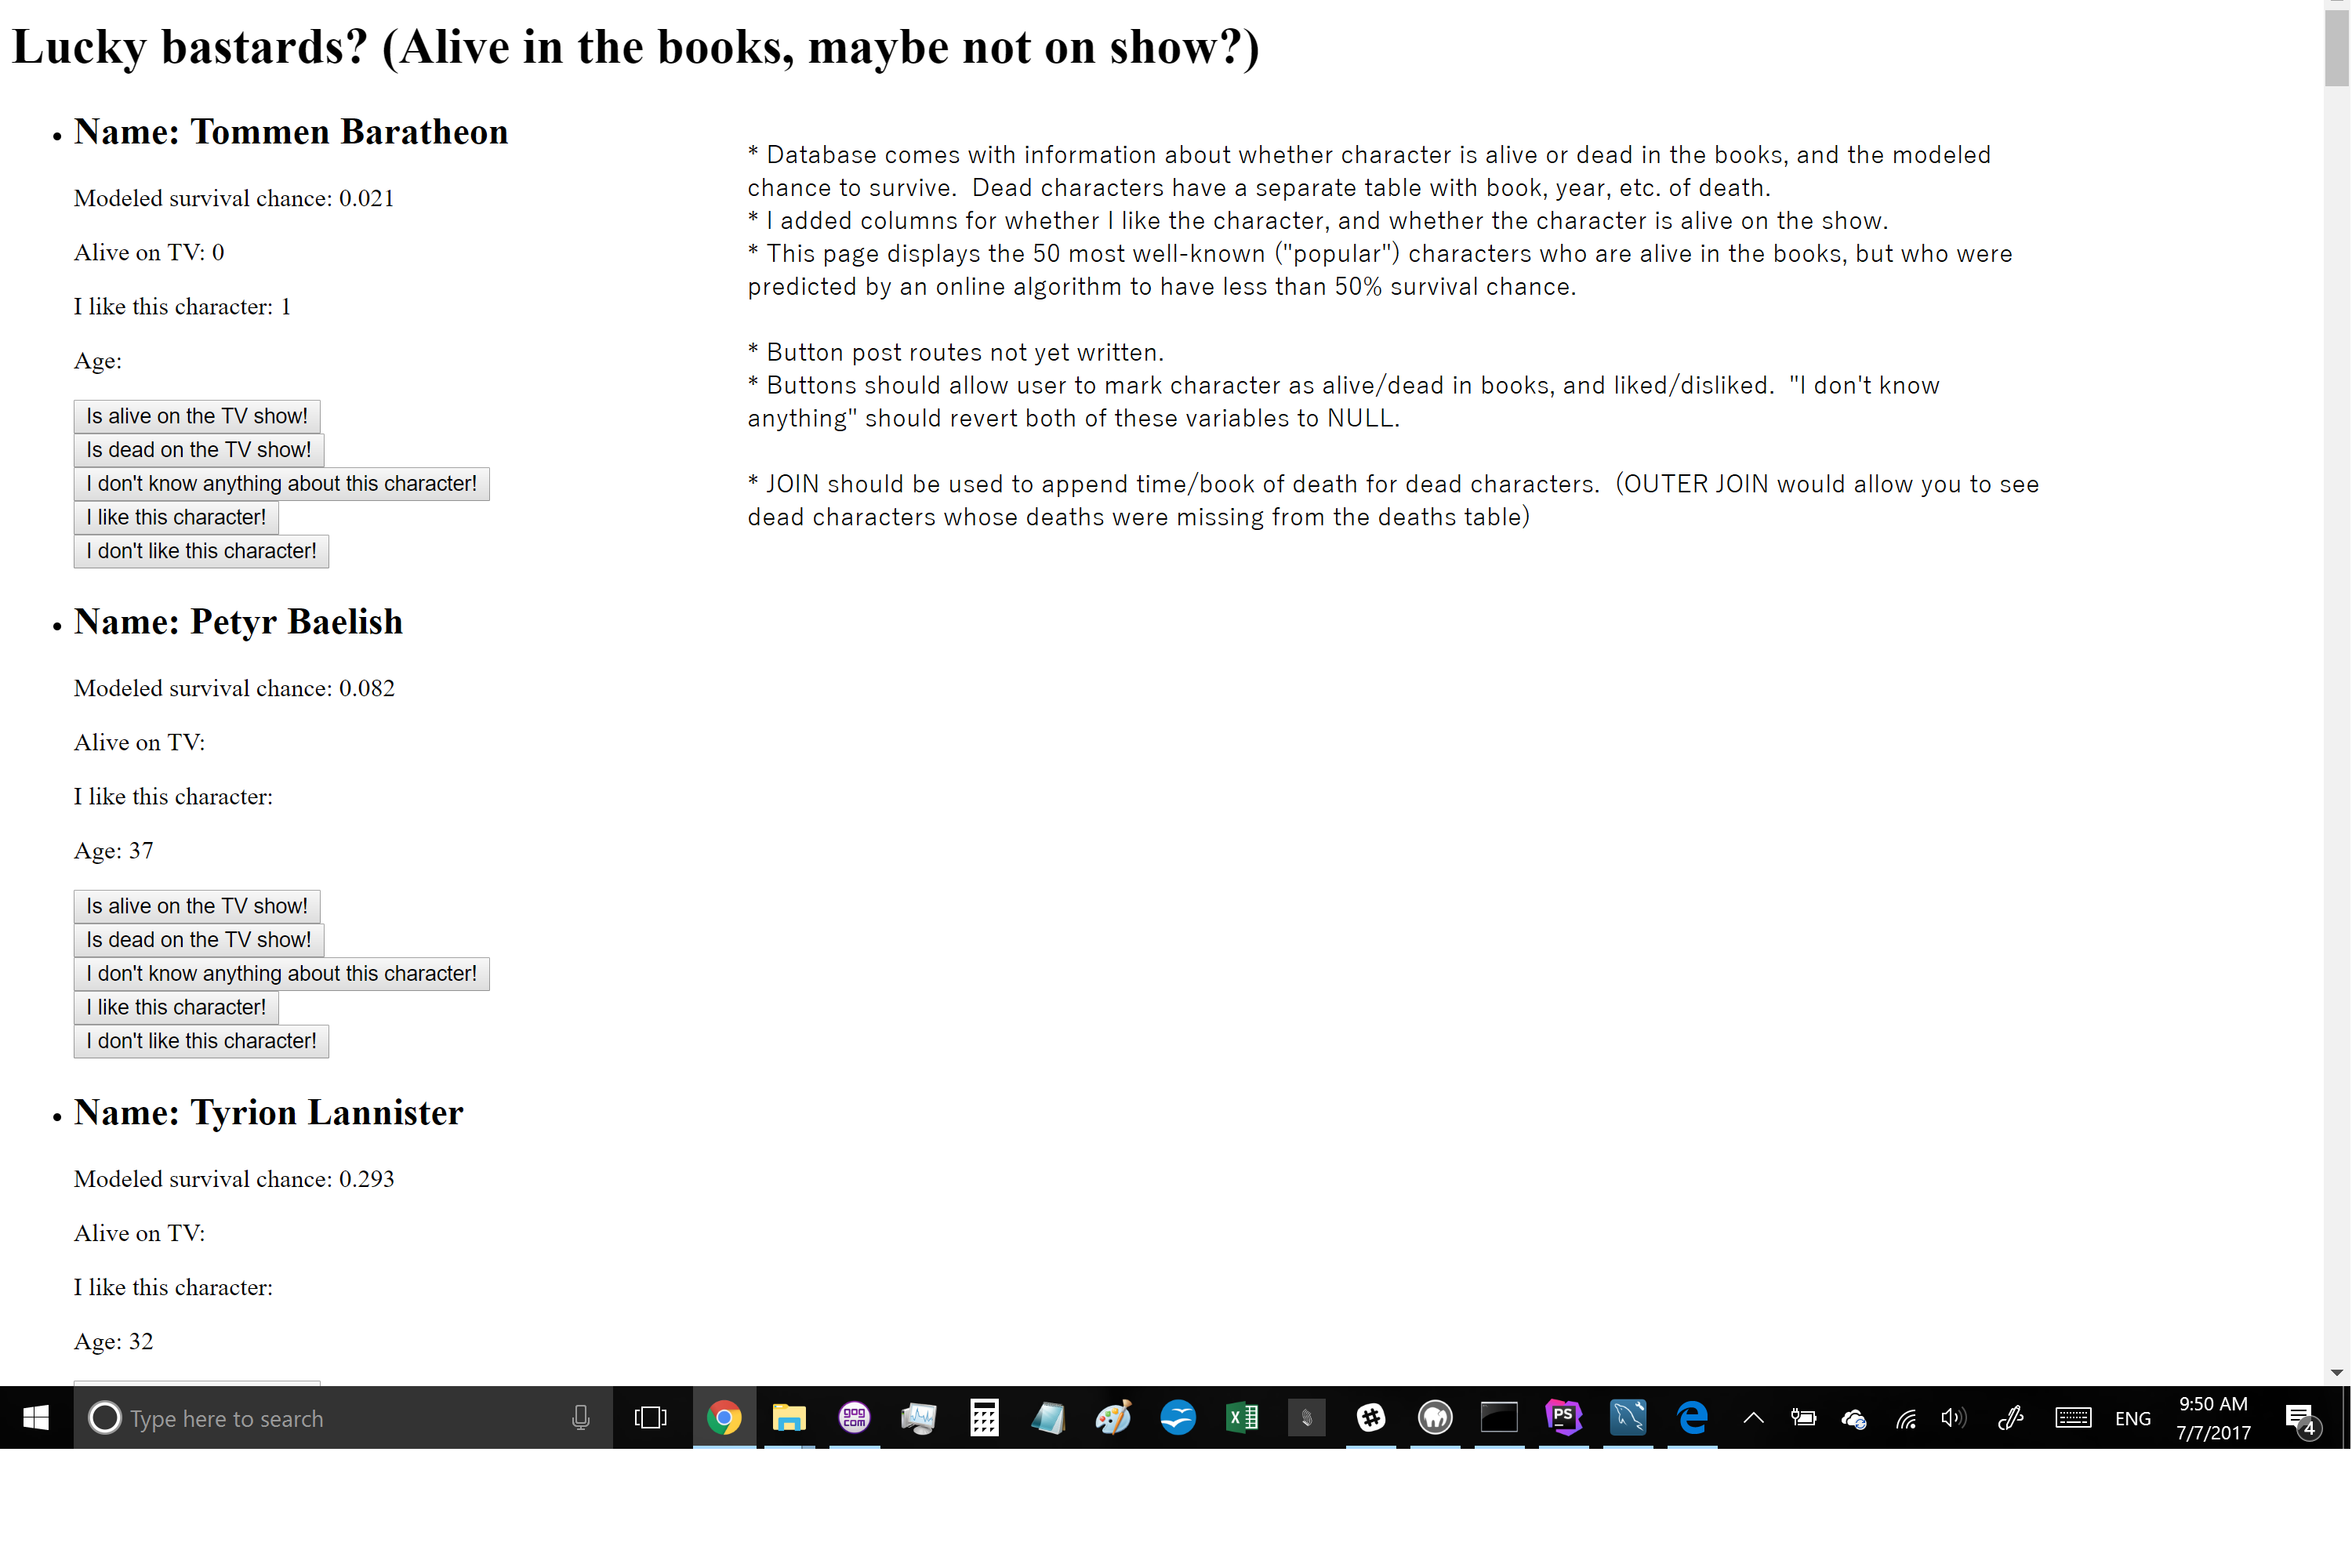 Lucky bastards? (Alive in the books, maybe not on show?)
• Name: Tommen Baratheon
Modeled survival chance: 0.021
Alive on TV: 0
I like this character: 1
Age:
Is alive on the TV show!
Is dead on the TV show!
I don't know anything about this character!
I like this character!
I don't like this character!
* Database comes with information about whether character is alive or dead in the books, and the modeled
chance to survive.  Dead characters have a separate table with book, year, etc. of death.
* I added columns for whether I like the character, and whether the character is alive on the show.
* This page displays the 50 most well-known ("popular") characters who are alive in the books, but who were
predicted by an online algorithm to have less than 50% survival chance.
* Button post routes not yet written.
* Buttons should allow user to mark character as alive/dead in books, and liked/disliked.  "I don't know
anything" should revert both of these variables to NULL.
* JOIN should be used to append time/book of death for dead characters.  (OUTER JOIN would allow you to see
dead characters whose deaths were missing from the deaths table)
• Name: Petyr Baelish
Modeled survival chance: 0.082
Alive on TV:
I like this character:
Age: 37
Is alive on the TV show!
Is dead on the TV show!
I don't know anything about this character!
I like this character!
I don't like this character!
• Name: Tyrion Lannister
Modeled survival chance: 0.293
Alive on TV:
I like this character:
Age: 32
Type here to search
gog
com
PS
ENG
9:50 AM
7/7/2017
4